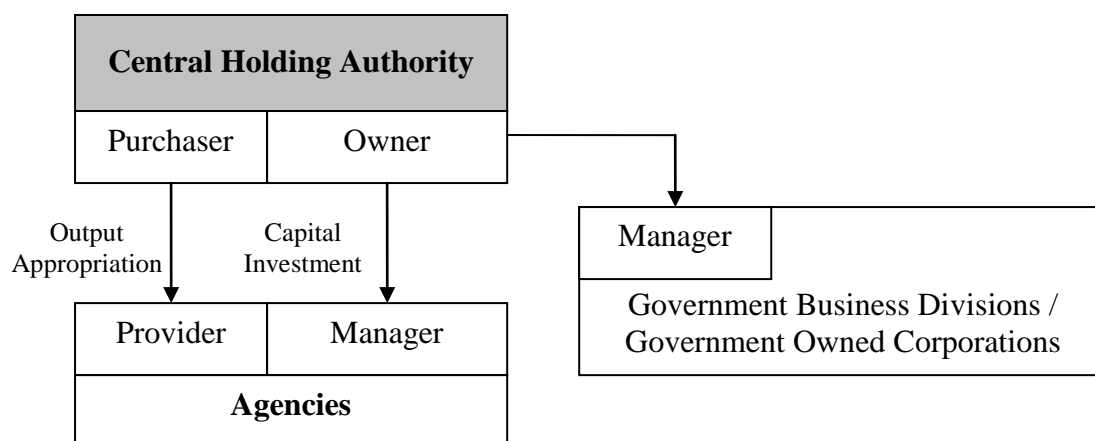 Central Holding Authority
Purchaser
Owner
Output
Appropriation
Capital
Investment
Manager
Government Business Divisions /
Government Owned Corporations
Provider
Manager
Agencies